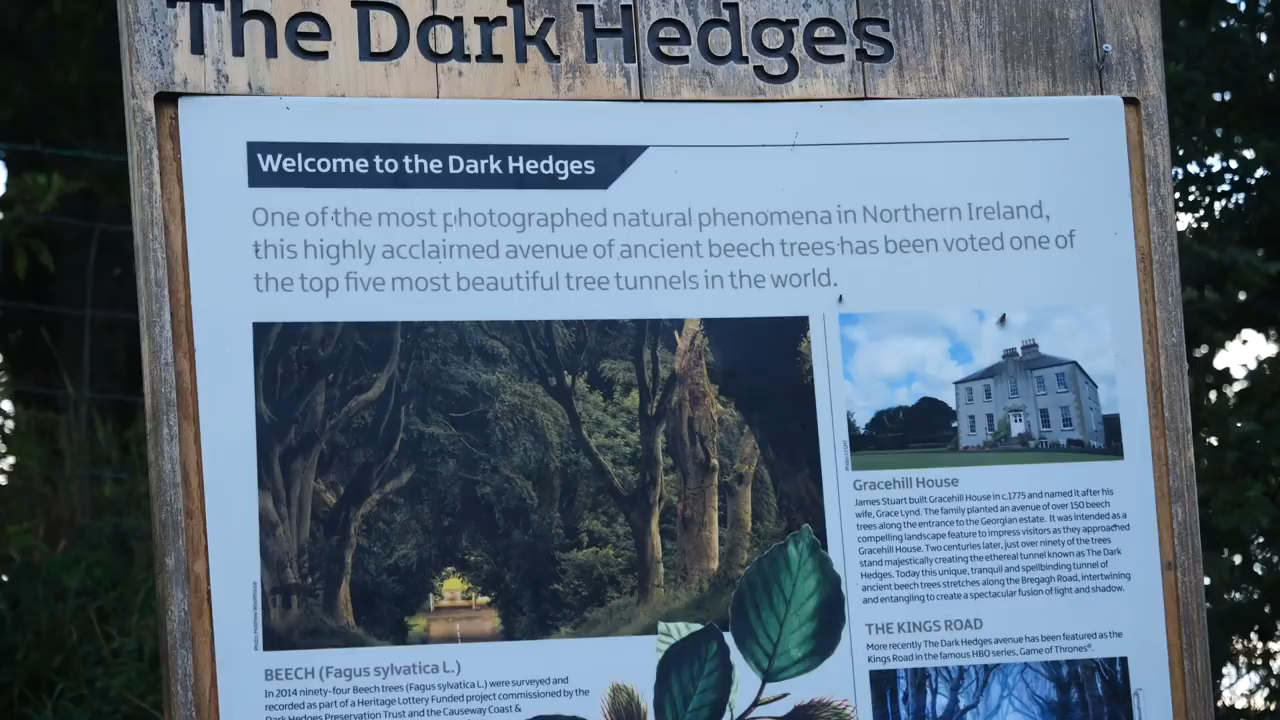 The Dark Hedges
Welcome to the Dark Hedges
One of the most photographed natural phenomena in Northern Ireland,
this highly acclaimed avenue of ancient beech trees has been voted one of
the top five most beautiful tree tunnels in the world.
Gracehill House
James Stuart built Gracehill House in c.1775 and named it after his
wife, Grace Lynd. The family planted an avenue of over 150 beech
trees along the entrance to the Georgian estate. It was intended as a
compelling landscape feature to impress visitors as they approached
Gracehill House. Two centuries later, just over ninety of the trees
stand majestically creating the ethereal tunnel known as The Dark
Hedges. Today this unique, tranquil and spellbinding tunnel of
ancient beech trees stretches along the Bregagh Road, intertwining
and entangling to create a spectacular fusion of light and shadow.
THE KINGS ROAD
More recently The Dark Hedges avenue has been featured as the
Kings Road in the famous HBO series, Game of Thrones®.
BEECH (Fagus sylvatica L.)
In 2014 ninety-four Beech trees (Fagus sylvatica L.) were surveyed and
recorded as part of a Heritage Lottery Funded project commissioned by the
Dark Hedges Preservation Trust and the Causeway Coast &